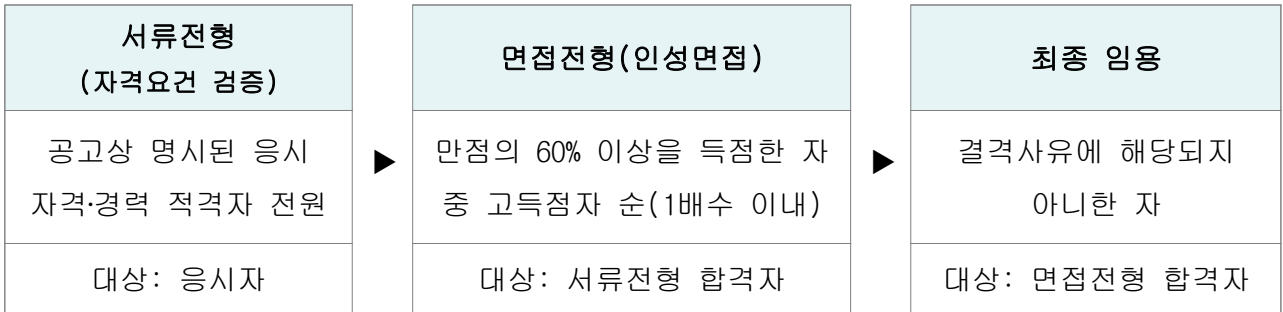 서류전형
(자격요건 검증)
공고상 명시된 응시
자격·경력 적격자 전원
대상: 응시자
▶
면접전형(인성면접)
만점의 60% 이상을 득점한 자
중 고득점자 순(1배수 이내)
대상: 서류전형 합격자
▶
최종 임용
결격사유에 해당되지
아니한 자
대상: 면접전형 합격자